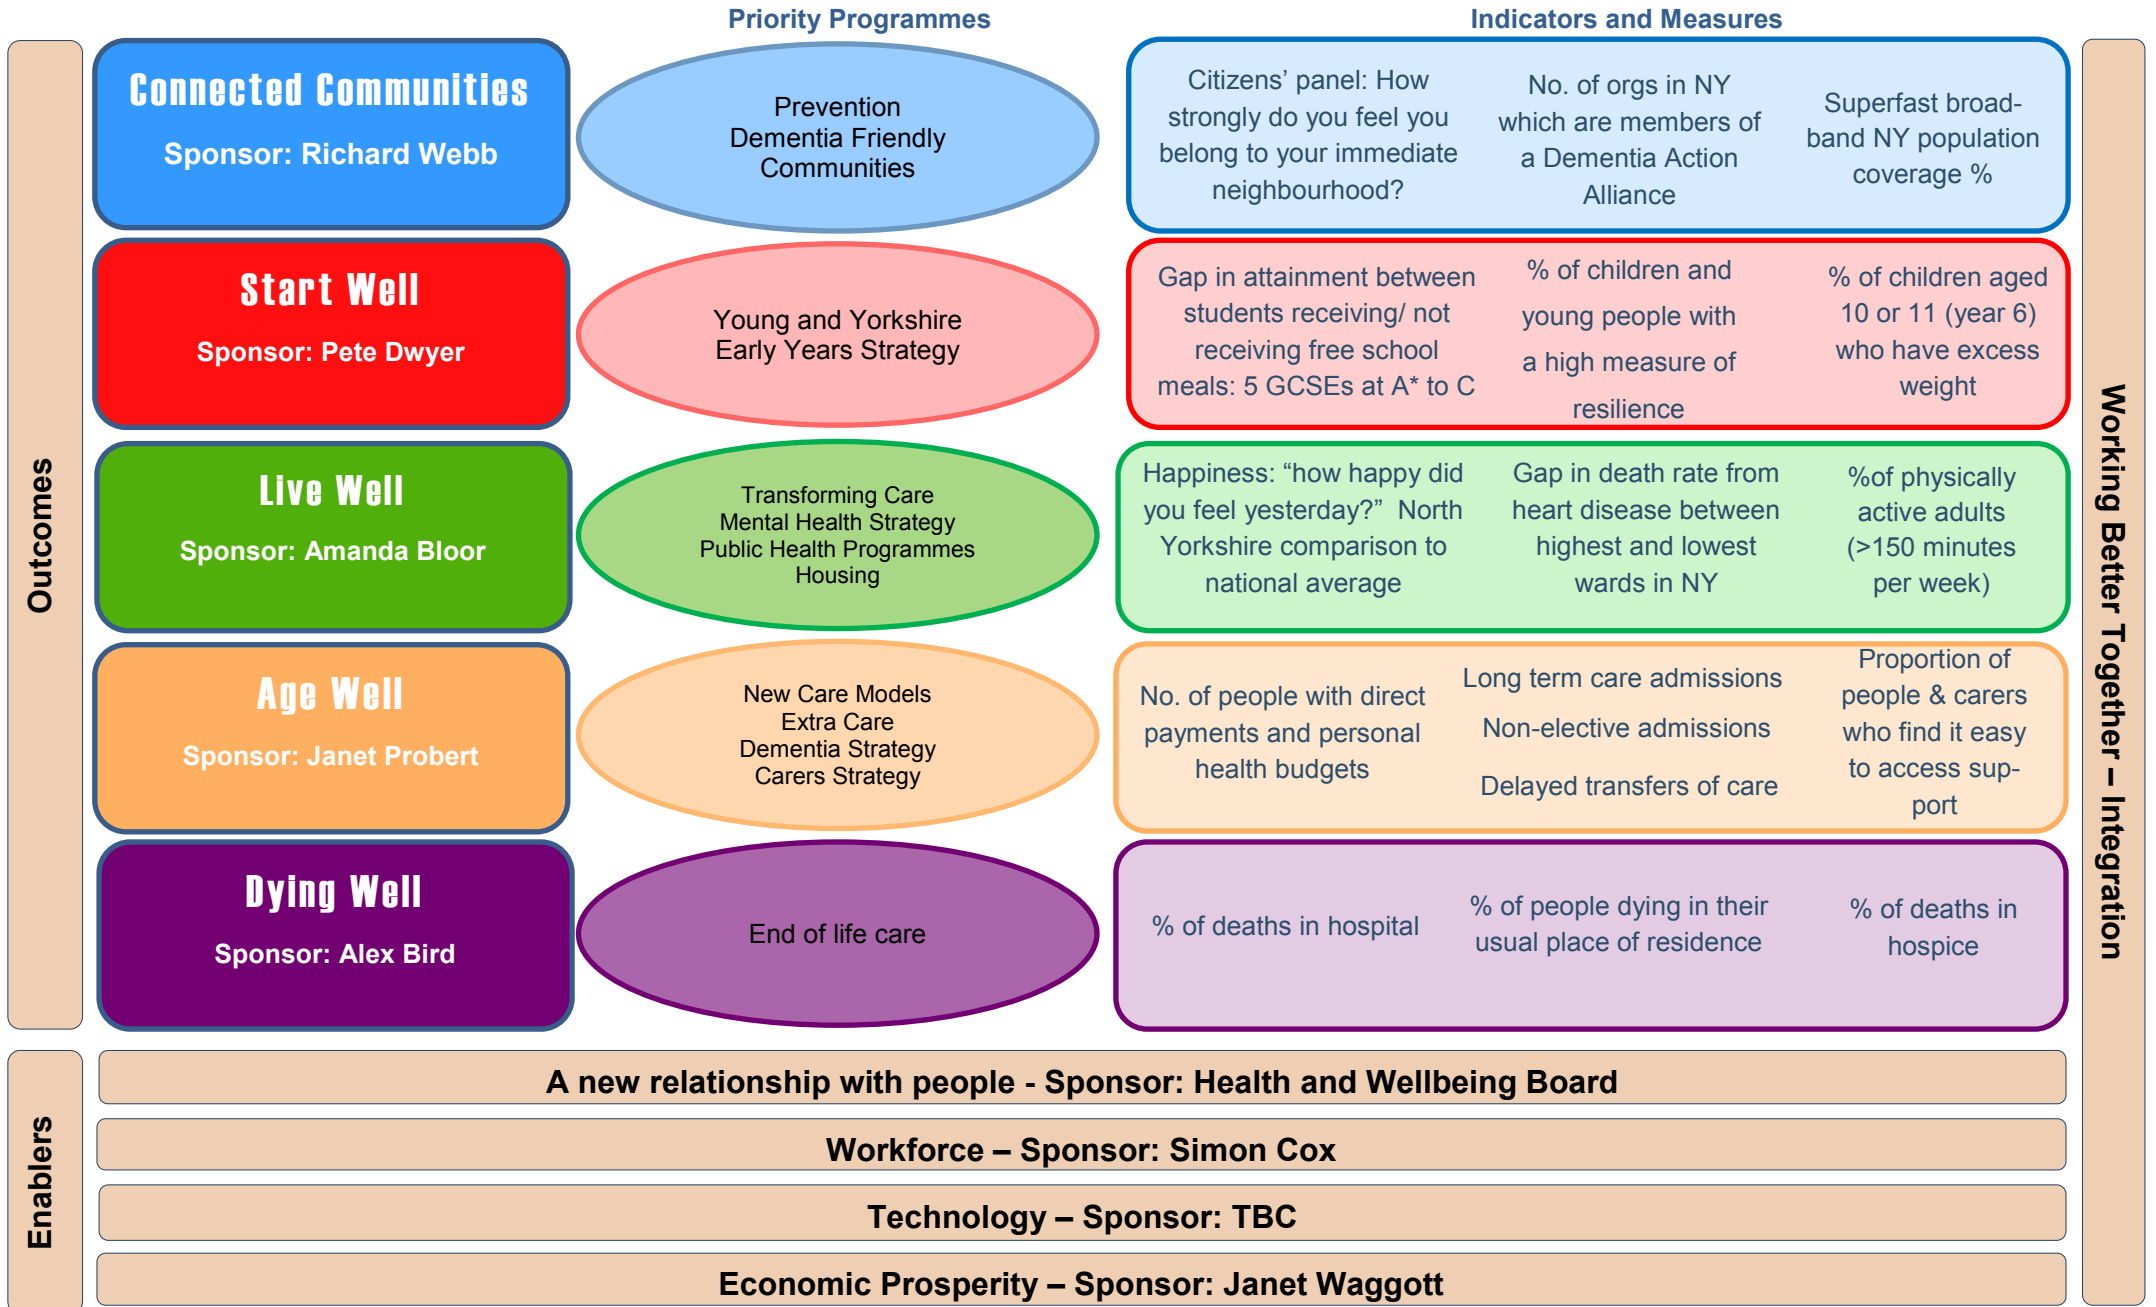 Priority Programmes
Indicators and Measures
Outcomes
Connected Communities
Sponsor: Richard Webb
Prevention
Dementia Friendly
Communities
Citizens’ panel: How
strongly do you feel you
belong to your immediate
neighbourhood?
No. of orgs in NY
which are members of
a Dementia Action
Alliance
Superfast broad-
band NY population
coverage %
Start Well
Sponsor: Pete Dwyer
Young and Yorkshire
Early Years Strategy
Gap in attainment between
students receiving/ not
receiving free school
meals: 5 GCSEs at A* to C
% of children and
young people with
a high measure of
resilience
% of children aged
10 or 11 (year 6)
who have excess
weight
Live Well
Sponsor: Amanda Bloor
Transforming Care
Mental Health Strategy
Public Health Programmes
Housing
Happiness: “how happy did
you feel yesterday?”  North
Yorkshire comparison to
national average
Gap in death rate from
heart disease between
highest and lowest
wards in NY
%of physically
active adults
(>150 minutes
per week)
Age Well
Sponsor: Janet Probert
New Care Models
Extra Care
Dementia Strategy
Carers Strategy
No. of people with direct
payments and personal
health budgets
Long term care admissions
Non-elective admissions
Delayed transfers of care
Proportion of
people & carers
who find it easy
to access sup-
port
Dying Well
Sponsor: Alex Bird
End of life care
% of deaths in hospital
% of people dying in their
usual place of residence
% of deaths in
hospice
Working Better Together – Integration
Enablers
A new relationship with people - Sponsor: Health and Wellbeing Board
Workforce – Sponsor: Simon Cox
Technology – Sponsor: TBC
Economic Prosperity – Sponsor: Janet Waggott